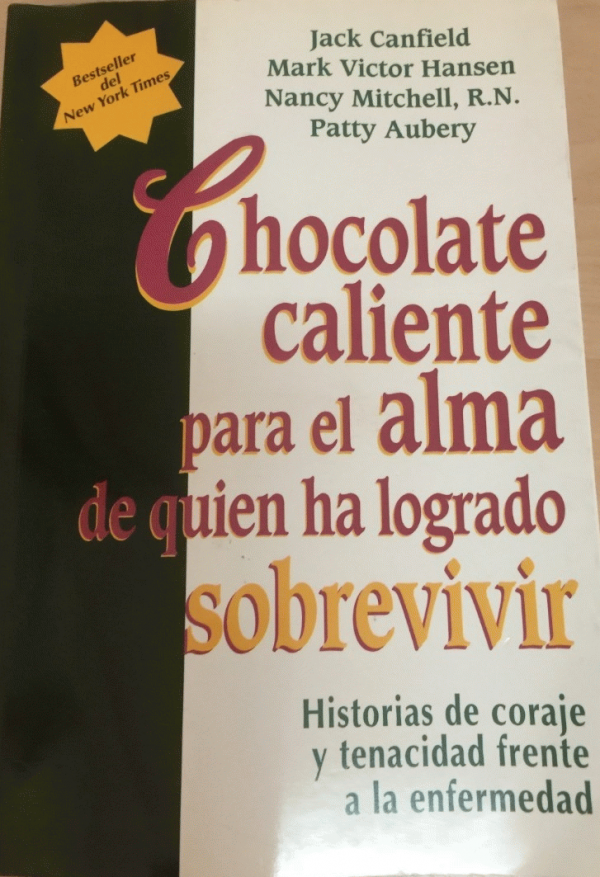 Bestseller
del
New York Times
Jack Canfield
Mark Victor Hansen
Nancy Mitchell, R.N.
Patty Aubery
Chocolate
caliente
para el alma
de quien ha logrado
sobrevivir
Historias de coraje
y tenacidad frente
a la enfermedad